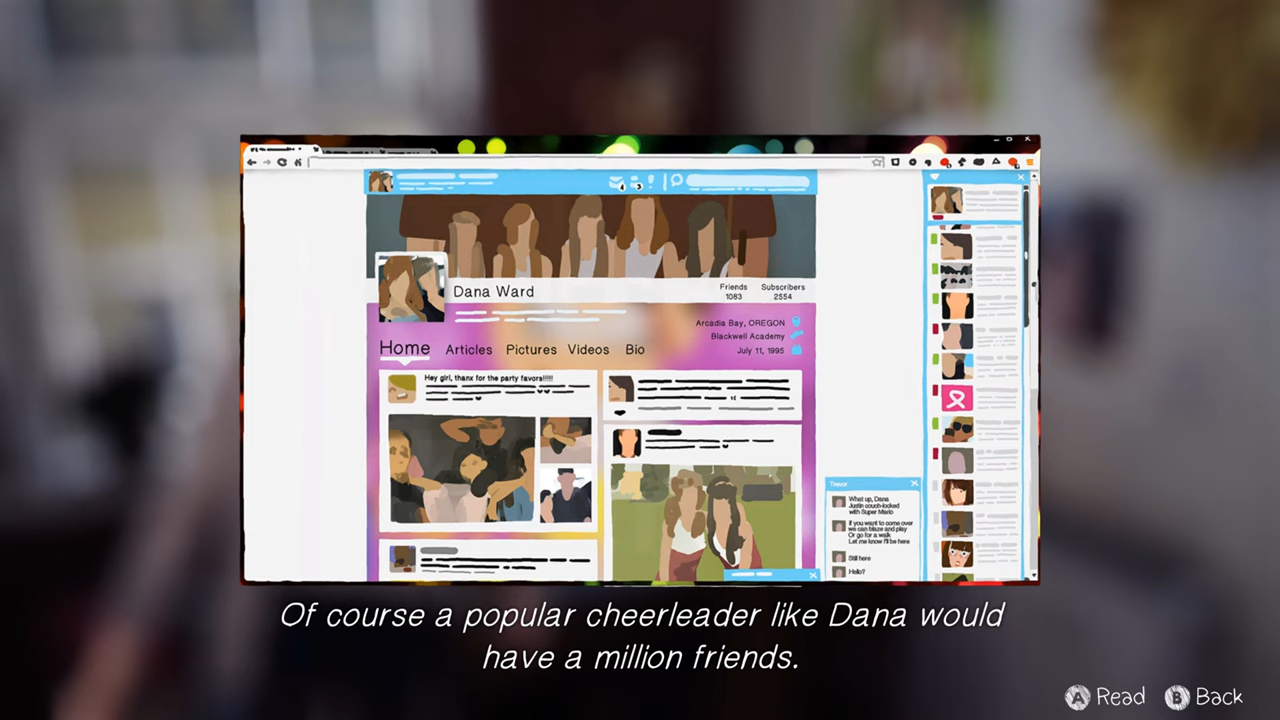 Dana Ward
Friends
1083
Subscribers
2554
Arcadia Bay, OREGON
Blackwell Academy
July 11, 1995
Home Articles Pictures Videos Bio
Hey girl, thanx for the party favors!!!!!
Trevor
What up, Dana
Justin couch-locked
with Super Mario
If you want to come over
we can blaze and play
Or go for a walk
Let me know I'll be here
Still here
Hello?
Of course a popular cheerleader like Dana would
have a million friends.
A Read B Back